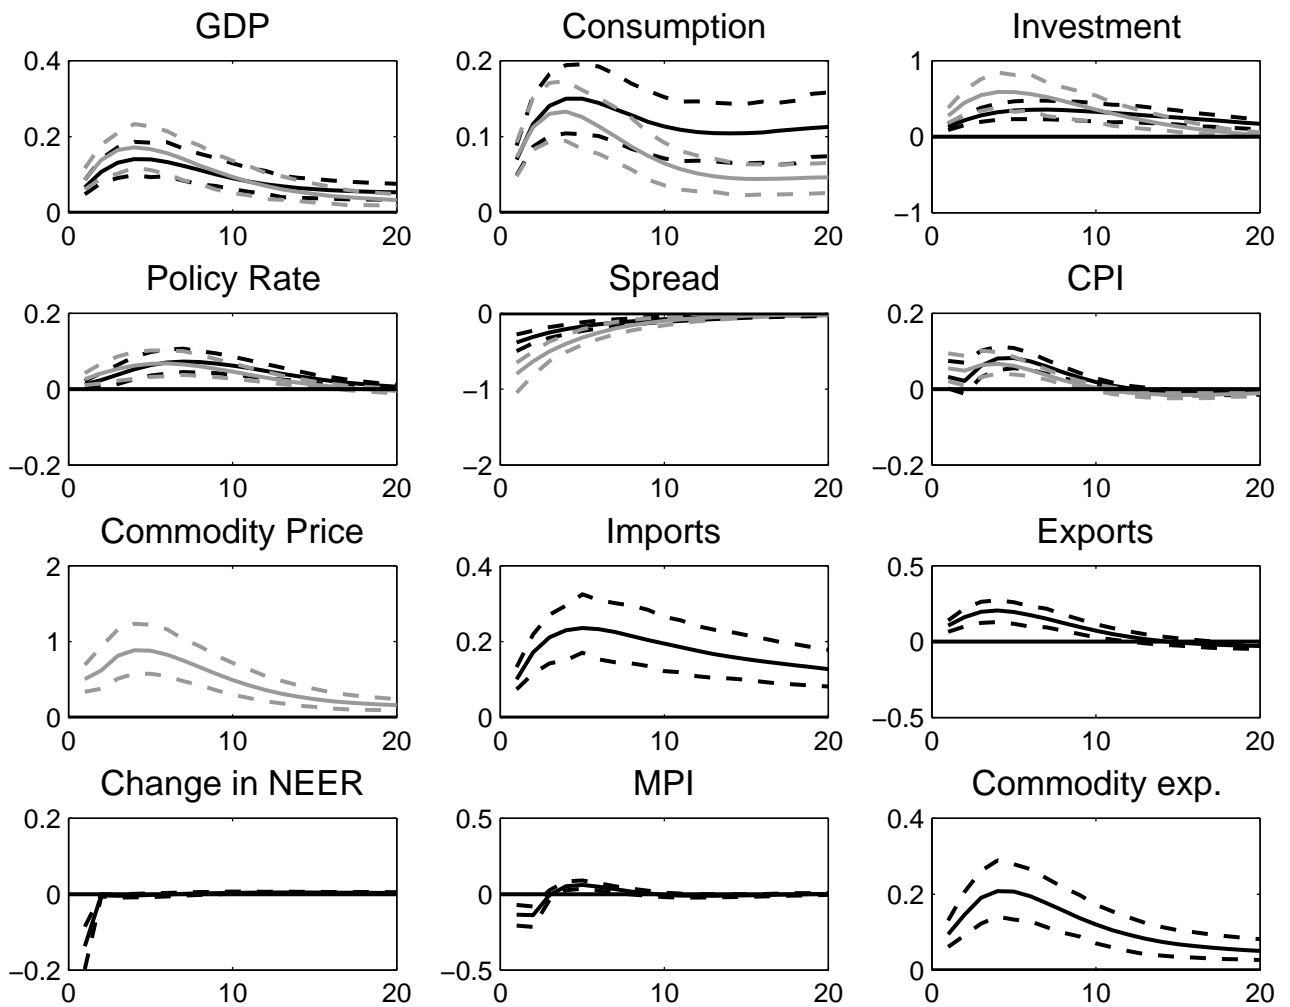 GDP Consumption Investment
0.4 0.2 1
0.2 0.1 0
0 0 −1
0 10 20 0 10 20 0 10 20
Policy Rate Spread CPI
0.2 0 0.2
0 −1 0
−0.2 −2 −0.2
0 10 20 0 10 20 0 10 20
Commodity Price Imports Exports
2 0.4 0.5
1 0.2 0
0 0 −0.5
0 10 20 0 10 20 0 10 20
Change in NEER MPI Commodity exp.
0.2 0.5 0.4
0 0 0.2
−0.2 −0.5 0
0 10 20 0 10 20 0 10 20